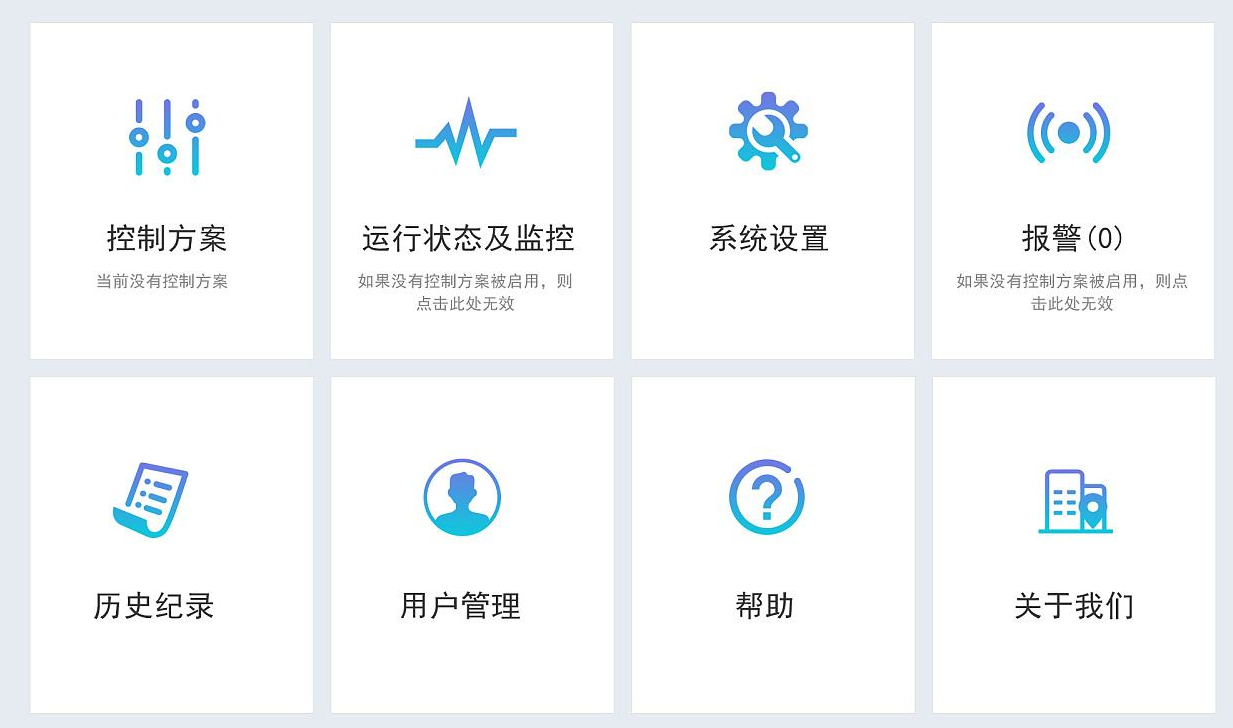 控制方案
当前没有控制方案
运行状态及监控
如果没有控制方案被启用，则
点击此处无效
系统设置
报警(0)
如果没有控制方案被启用，则点
击此处无效
历史纪录
用户管理
帮助
关于我们